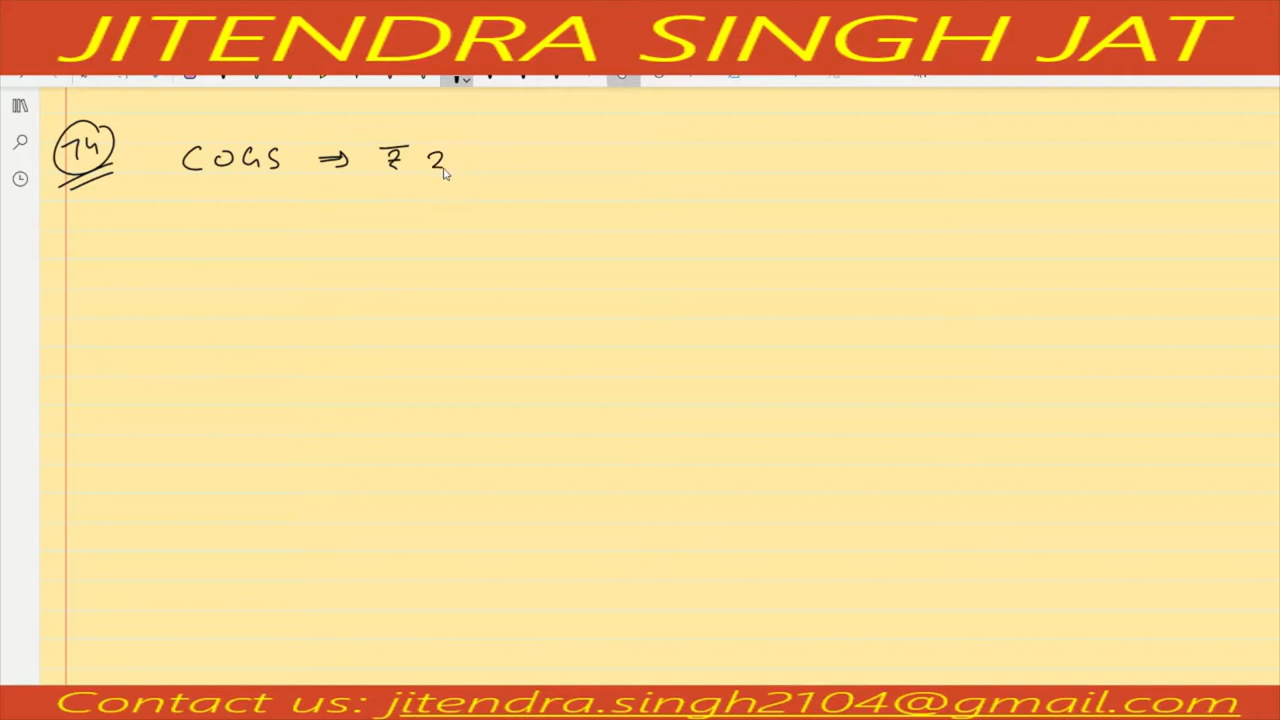 JITENDRA SINGH JAT
74 COGS ⇒ ₹ 2
Contact us: jitendra.singh2104@gmail.com